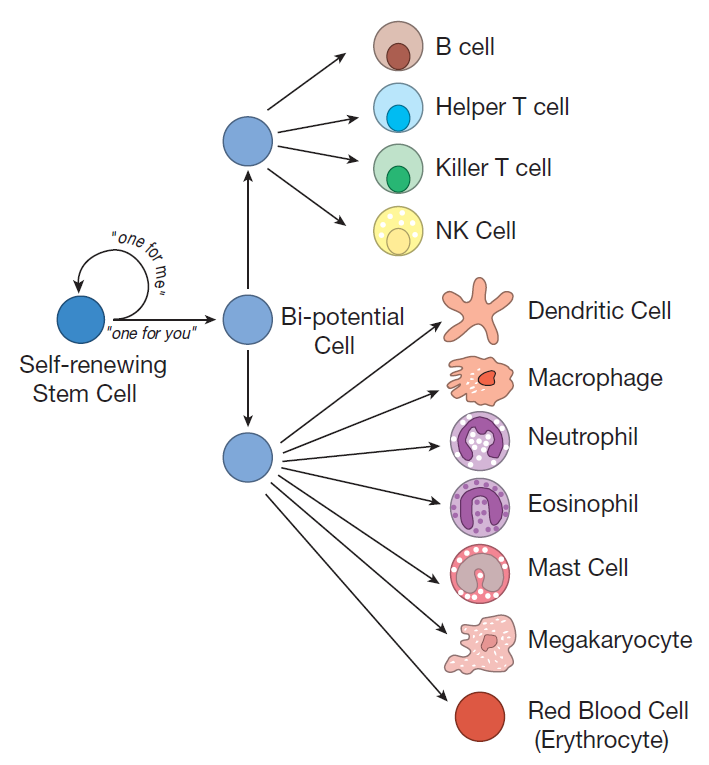 B cell
Helper T cell
Killer T cell
NK Cell
"one for me"
"one for you"
Self-renewing
Stem Cell
Bi-potential
Cell
Dendritic Cell
Macrophage
Neutrophil
Eosinophil
Mast Cell
Megakaryocyte
Red Blood Cell
(Erythrocyte)